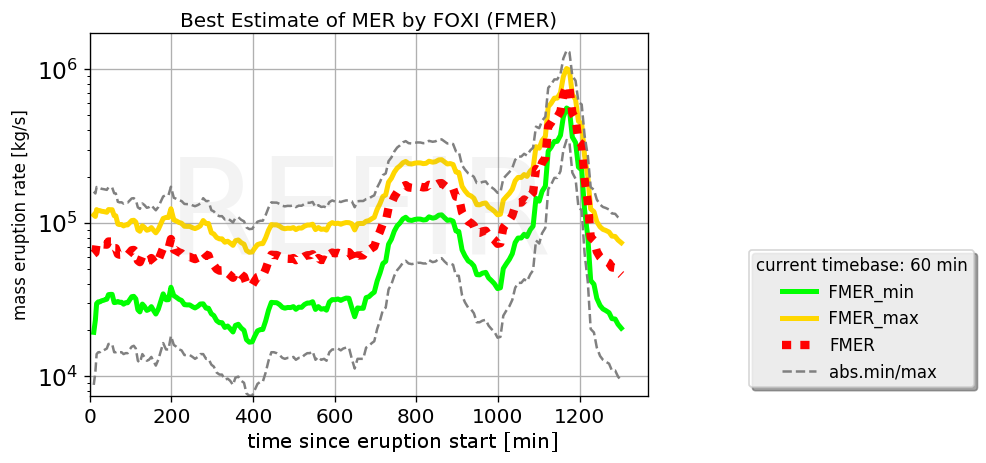 Best Estimate of MER by FOXI (FMER)
mass eruption rate [kg/s]
10⁶
10⁵
10⁴
REFIR
0 200 400 600 800 1000 1200
time since eruption start [min]
current timebase: 60 min
FMER_min
FMER_max
FMER
abs.min/max